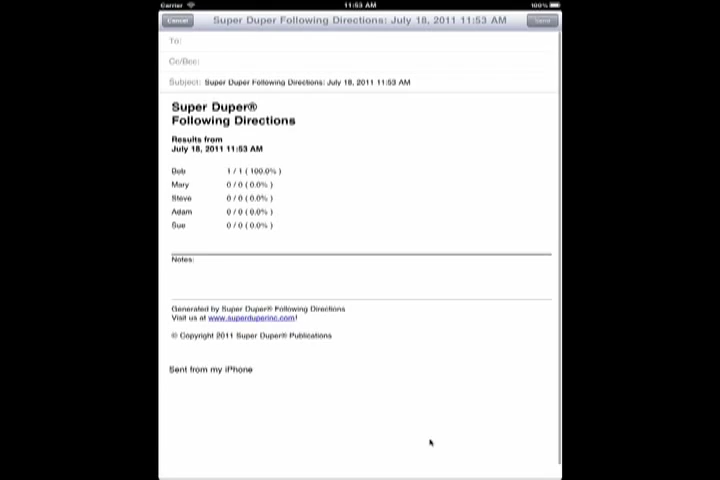 Carrier 11:53 AM 100%
Cancel Super Duper Following Directions: July 18, 2011 11:53 AM Send
To:
Cc/Bcc:
Subject: Super Duper Following Directions: July 18, 2011 11:53 AM
Super Duper®
Following Directions
Results from
July 18, 2011 11:53 AM
Bob 1 / 1 ( 100.0% )
Mary 0 / 0 ( 0.0% )
Steve 0 / 0 ( 0.0% )
Adam 0 / 0 ( 0.0% )
Sue 0 / 0 ( 0.0% )
Notes:
Generated by Super Duper® Following Directions
Visit us at www.superduperinc.com!
© Copyright 2011 Super Duper® Publications
Sent from my iPhone